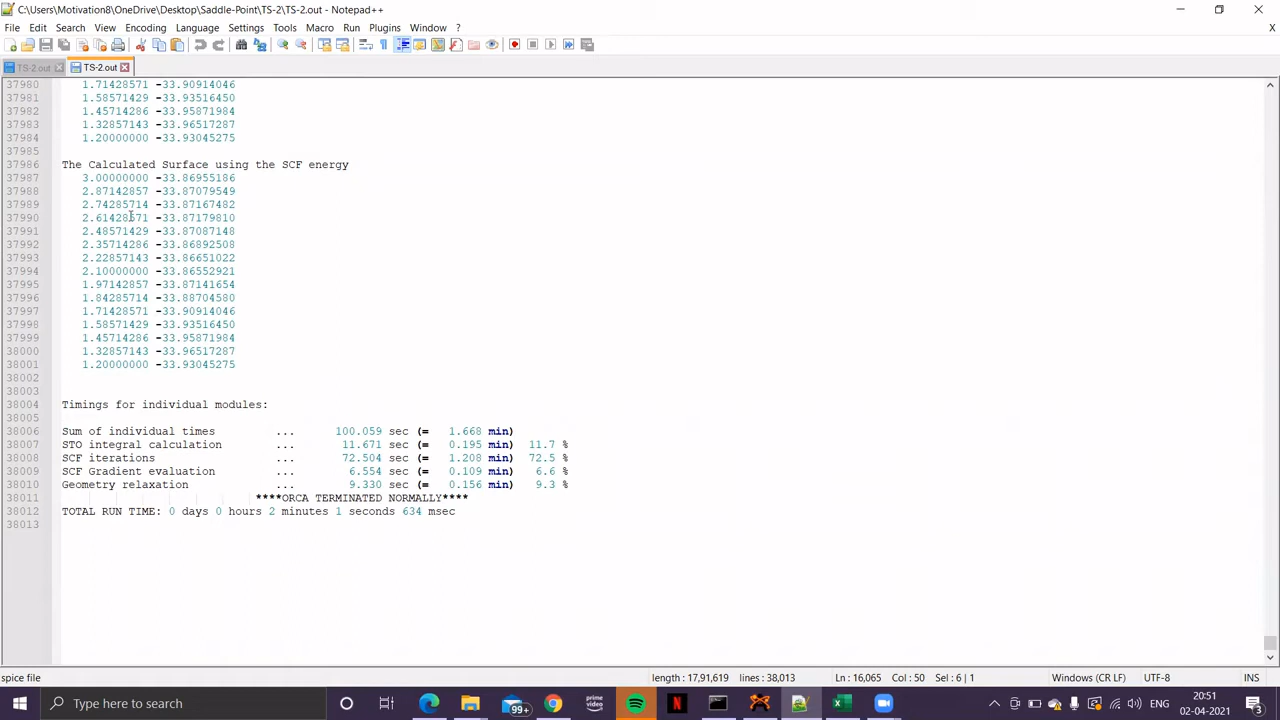 C:\Users\Motivation8\OneDrive\Desktop\Saddle-Point\TS-2\TS-2.out - Notepad++
File Edit Search View Encoding Language Settings Tools Macro Run Plugins Window ? X
TS-2.out TS-2.out
37980 1.71428571 -33.90914046
37981 1.58571429 -33.93516450
37982 1.45714286 -33.95871984
37983 1.32857143 -33.96517287
37984 1.20000000 -33.93045275
37985
37986 The Calculated Surface using the SCF energy
37987 3.00000000 -33.86955186
37988 2.87142857 -33.87079549
37989 2.74285714 -33.87167482
37990 2.61428571 -33.87179810
37991 2.48571429 -33.87087148
37992 2.35714286 -33.86892508
37993 2.22857143 -33.86651022
37994 2.10000000 -33.86552921
37995 1.97142857 -33.87141654
37996 1.84285714 -33.88704580
37997 1.71428571 -33.90914046
37998 1.58571429 -33.93516450
37999 1.45714286 -33.95871984
38000 1.32857143 -33.96517287
38001 1.20000000 -33.93045275
38002
38003
38004 Timings for individual modules:
38005
38006 Sum of individual times ... 100.059 sec (= 1.668 min)
38007 STO integral calculation ... 11.671 sec (= 0.195 min) 11.7 %
38008 SCF iterations ... 72.504 sec (= 1.208 min) 72.5 %
38009 SCF Gradient evaluation ... 6.554 sec (= 0.109 min) 6.6 %
38010 Geometry relaxation ... 9.330 sec (= 0.156 min) 9.3 %
38011 ****ORCA TERMINATED NORMALLY****
38012 TOTAL RUN TIME: 0 days 0 hours 2 minutes 1 seconds 634 msec
38013
spice file length : 17,91,619 lines : 38,013 Ln : 16,065 Col : 50 Sel : 6 | 1 Windows (CR LF) UTF-8 INS
Type here to search 99+ prime video N 20:51
02-04-2021 3